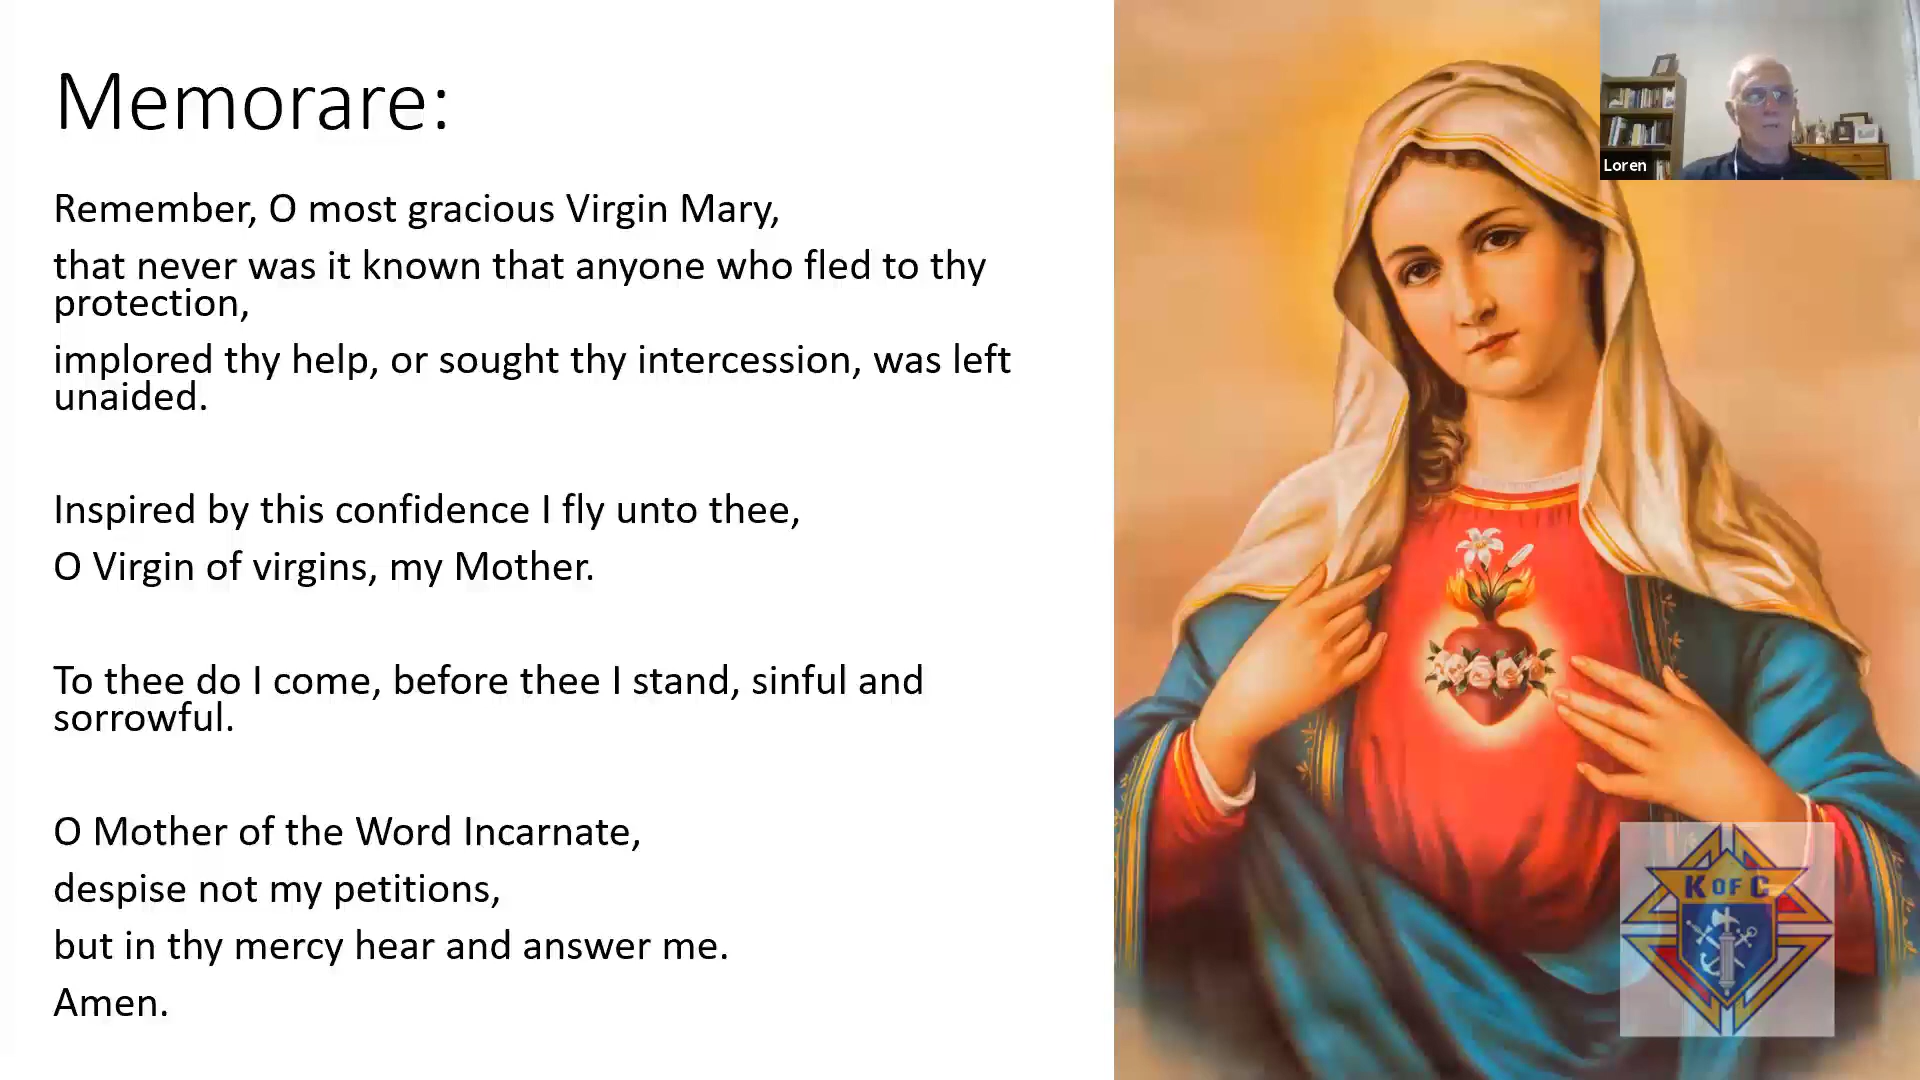 Memorare:
Remember, O most gracious Virgin Mary,
that never was it known that anyone who fled to thy
protection,
implored thy help, or sought thy intercession, was left
unaided.
Inspired by this confidence I fly unto thee,
O Virgin of virgins, my Mother.
To thee do I come, before thee I stand, sinful and
sorrowful.
O Mother of the Word Incarnate,
despise not my petitions,
but in thy mercy hear and answer me.
Amen.
Loren
K OF C